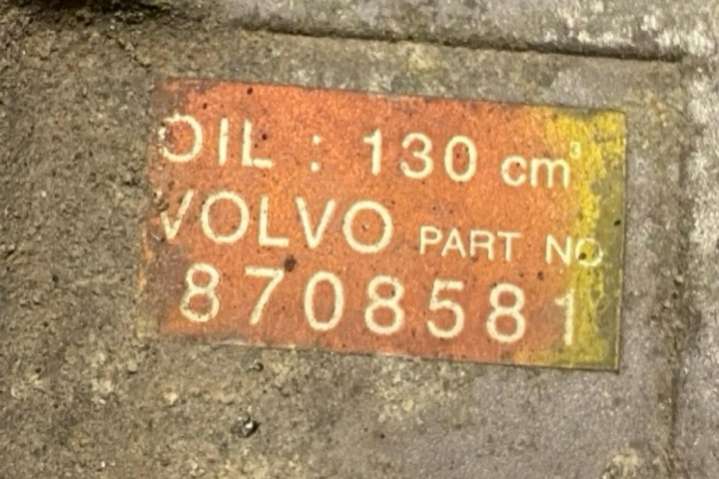 OIL : 130 cm³
VOLVO PART NO
8708581